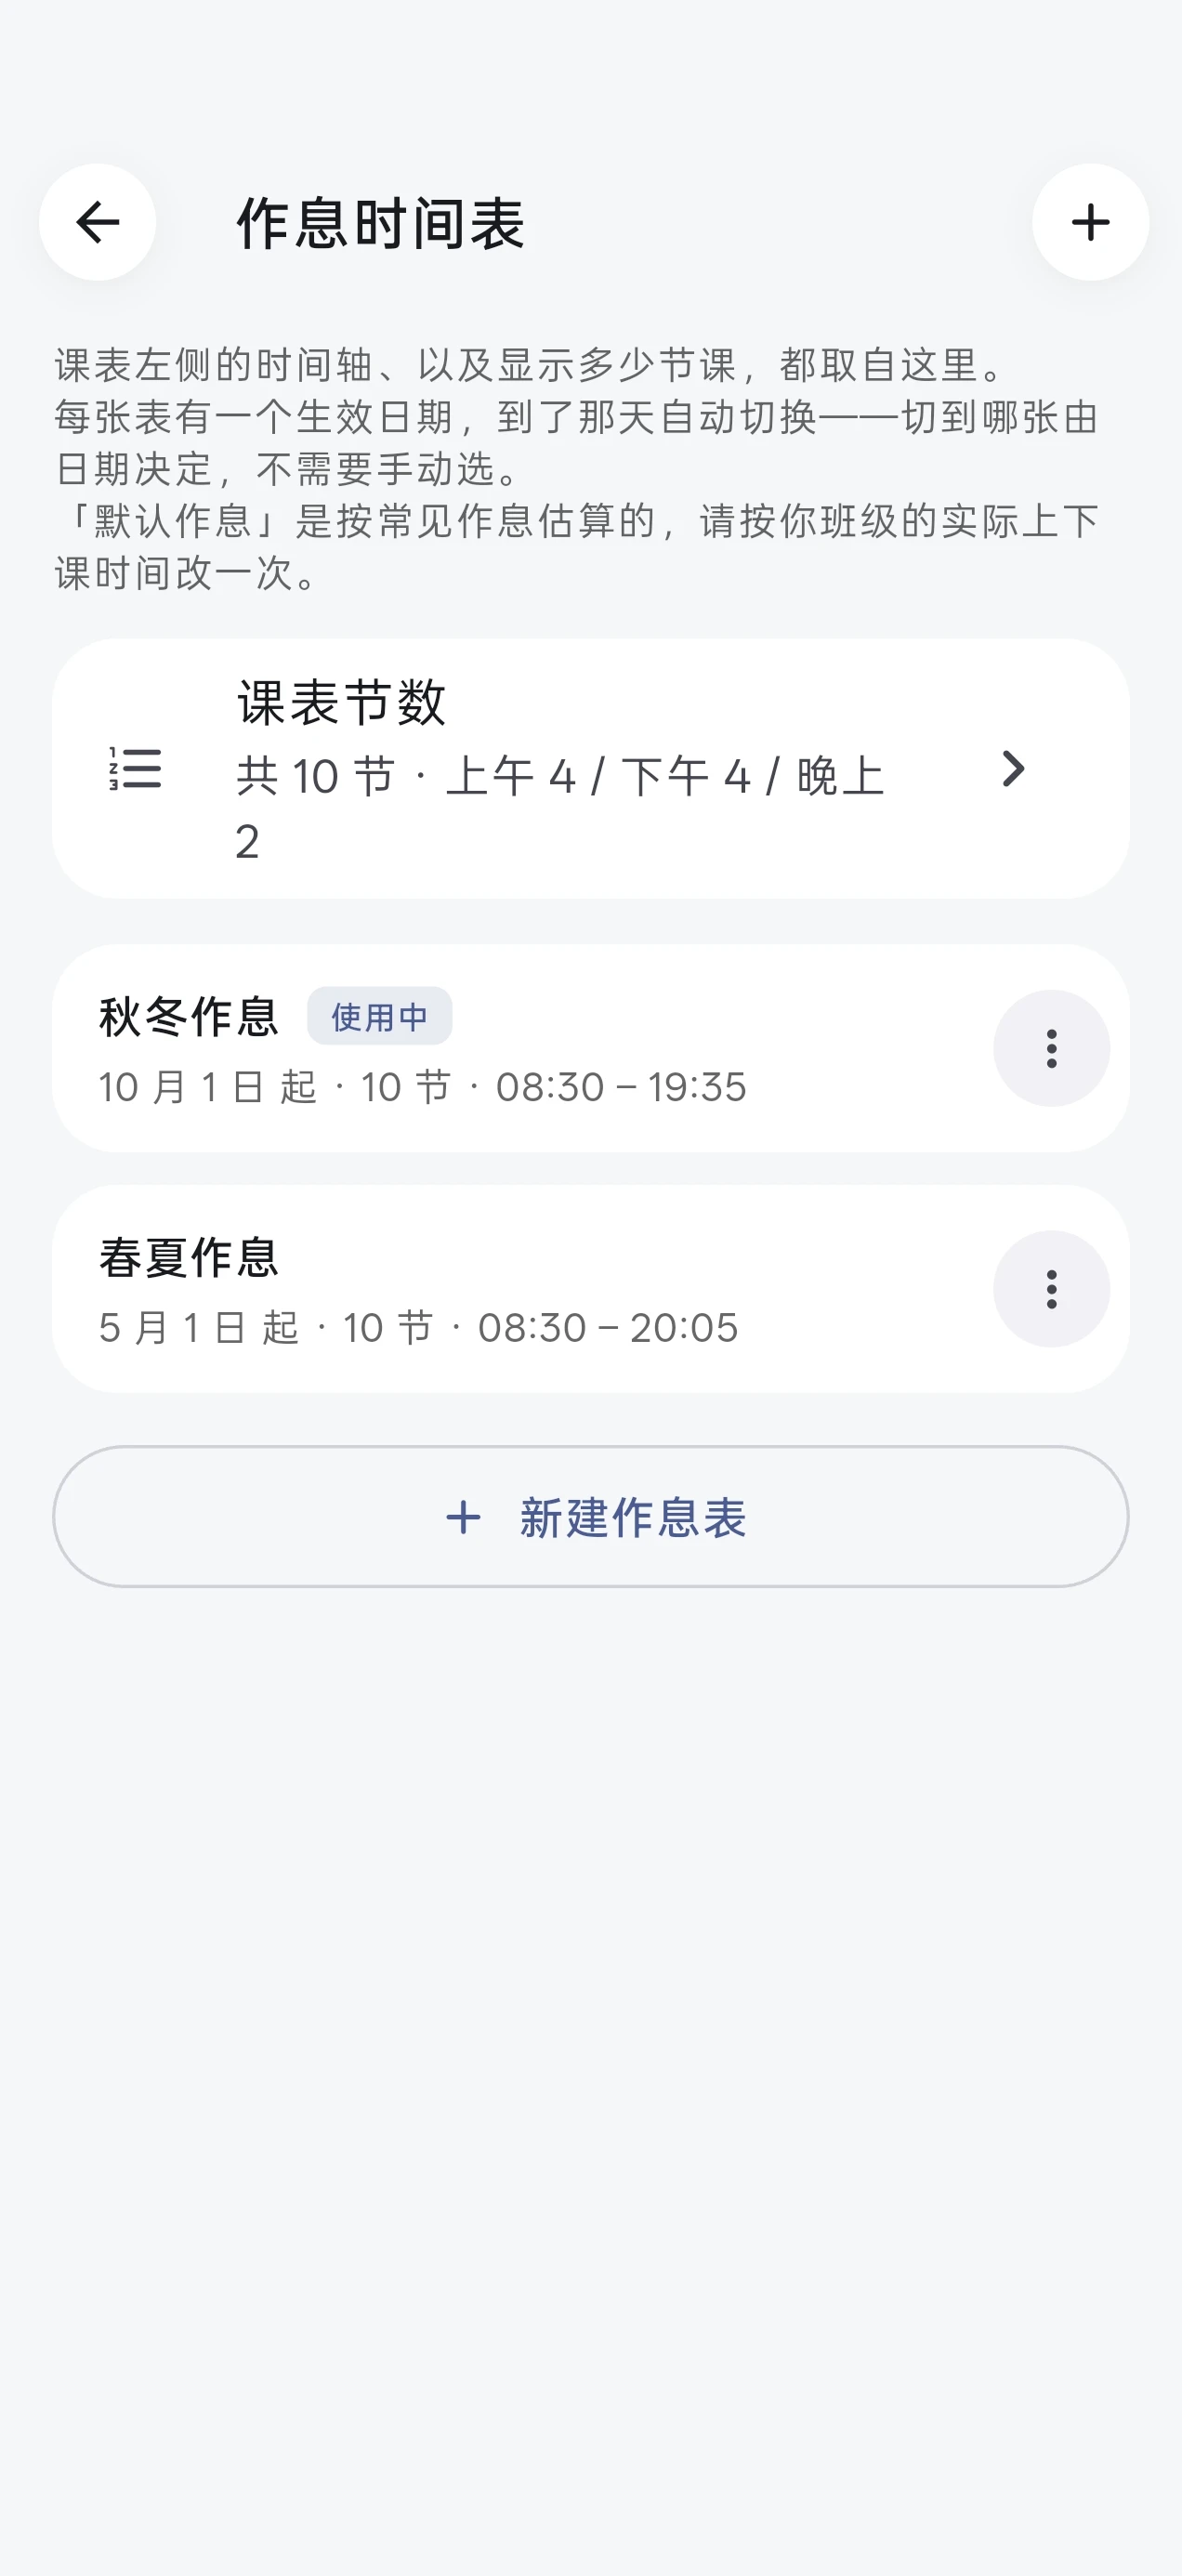 作息时间表
课表左侧的时间轴、以及显示多少节课，都取自这里。
每张表有一个生效日期，到了那天自动切换——切到哪张由
日期决定，不需要手动选。
「默认作息」是按常见作息估算的，请按你班级的实际上下
课时间改一次。
课表节数
共 10 节 · 上午 4 / 下午 4 / 晚上
2
秋冬作息 使用中
10 月 1 日 起 · 10 节 · 08:30 – 19:35
春夏作息
5 月 1 日 起 · 10 节 · 08:30 – 20:05
+ 新建作息表